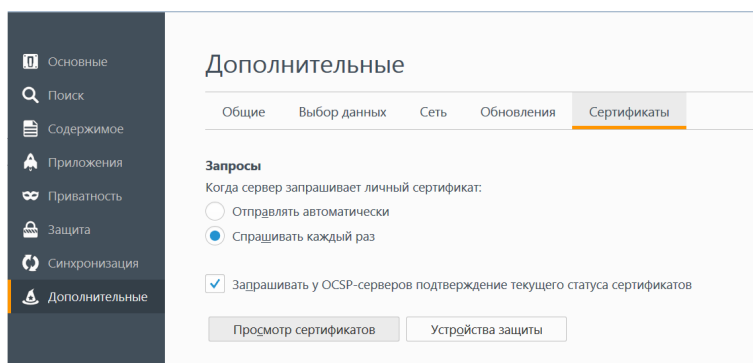 Основные
Поиск
Содержимое
Приложения
Приватность
Защита
Синхронизация
Дополнительные
Дополнительные
Общие Выбор данных Сеть Обновления Сертификаты
Запросы
Когда сервер запрашивает личный сертификат:
Отправлять автоматически
Спрашивать каждый раз
Запрашивать у OCSP-серверов подтверждение текущего статуса сертификатов
Просмотр сертификатов Устройства защиты